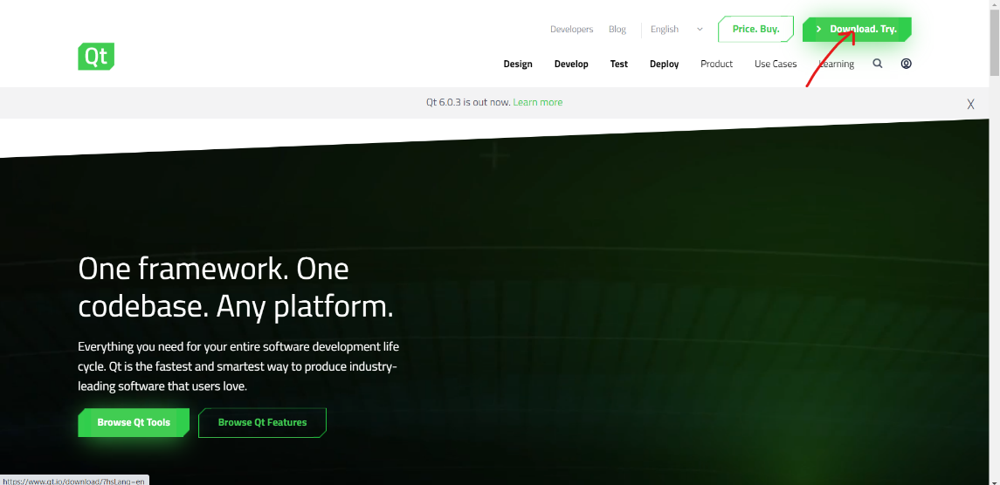 Developers Blog English Price. Buy. Download. Try.
Qt
Design Develop Test Deploy Product Use Cases Learning
Qt 6.0.3 is out now. Learn more X
One framework. One
codebase. Any platform.
Everything you need for your entire software development life
cycle. Qt is the fastest and smartest way to produce industry-
leading software that users love.
Browse Qt Tools Browse Qt Features
https://www.qt.io/download/?hsLang=en